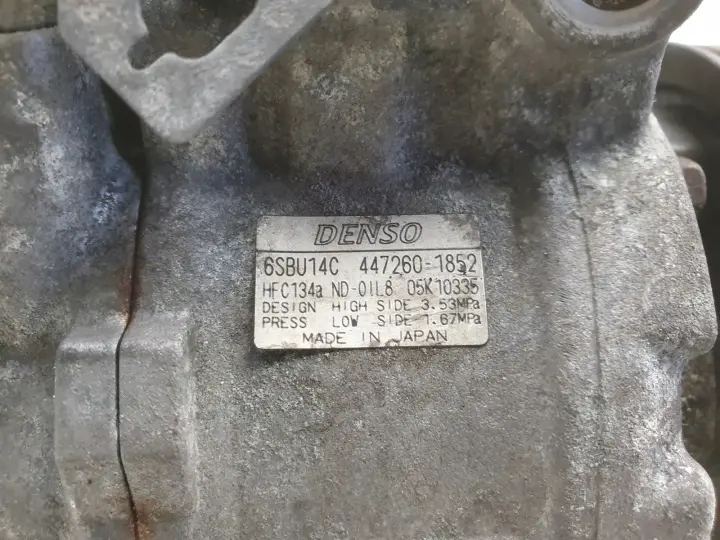 DENSO
6SBU14C 447260-1852
HFC134a ND-OIL8 05K10335
DESIGN HIGH SIDE 3.53MPa
PRESS LOW SIDE 1.67MPa
MADE IN JAPAN